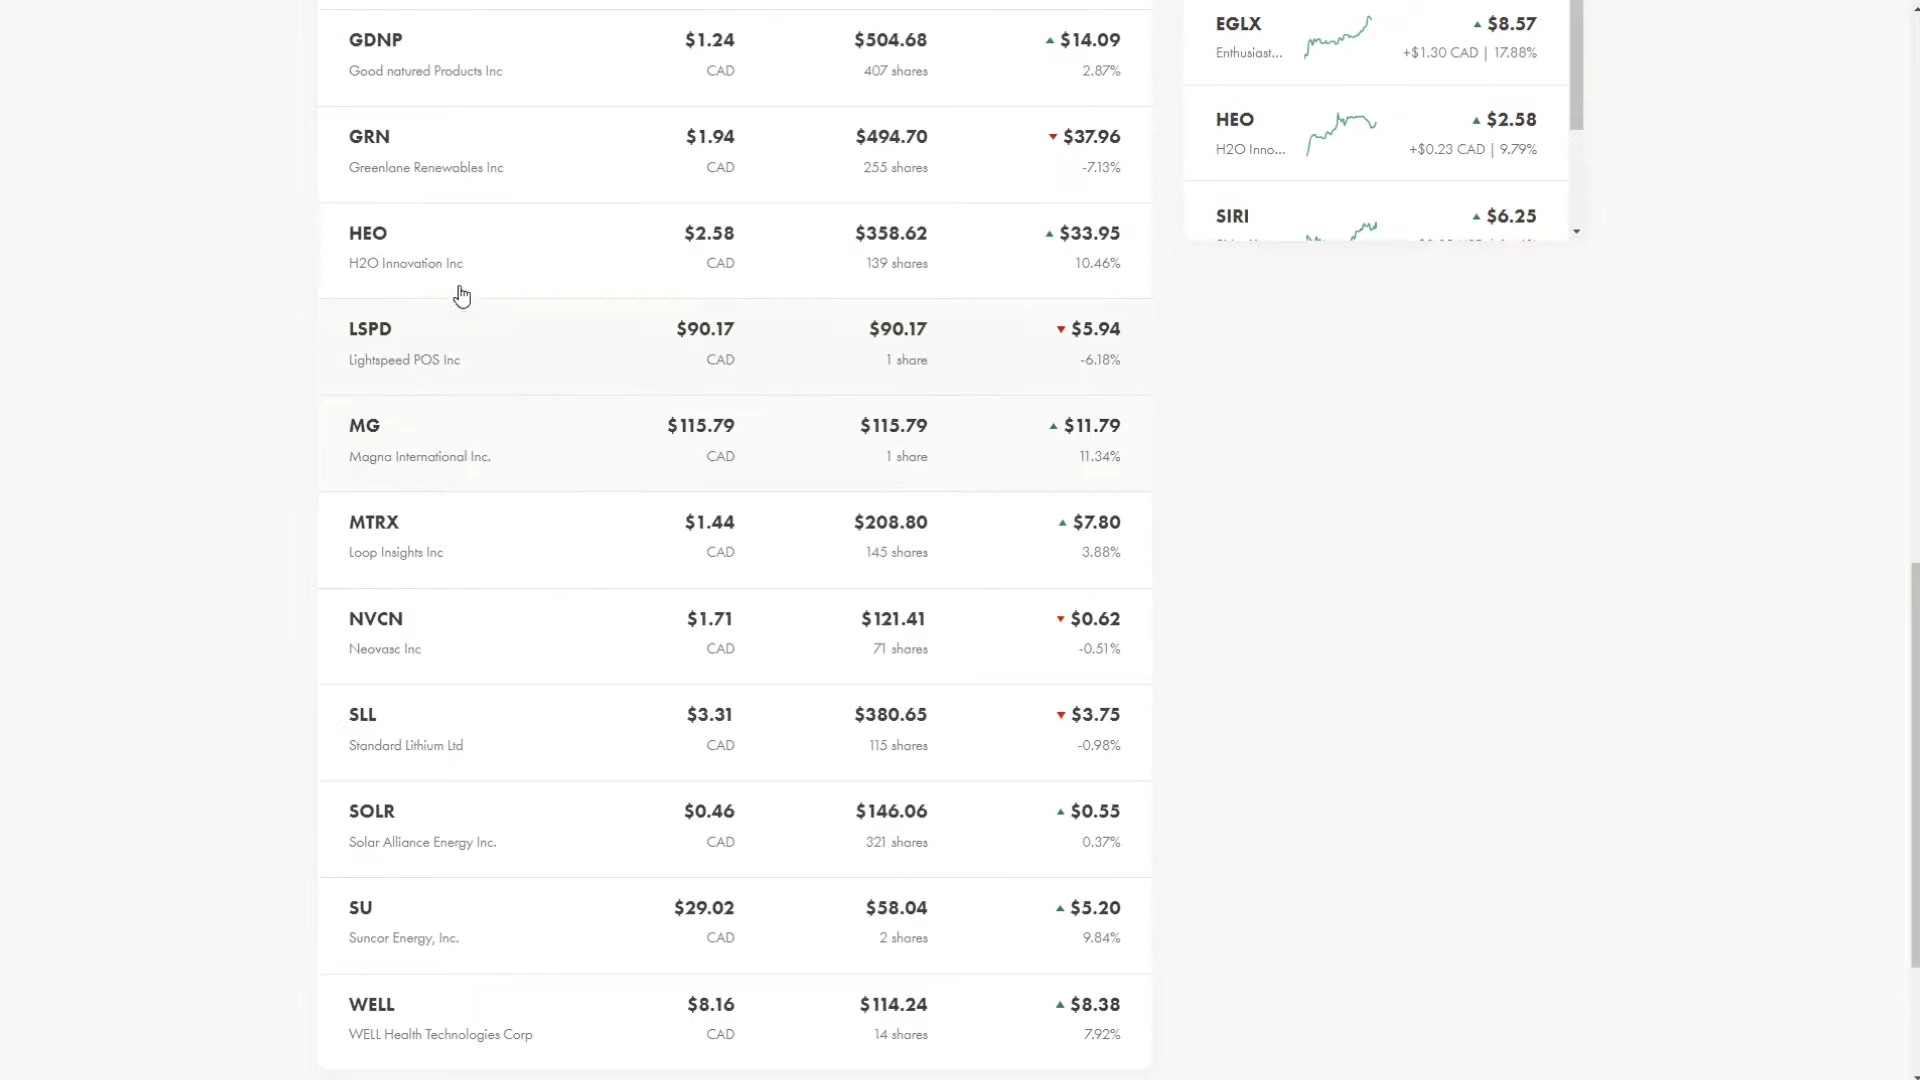 GDNP $1.24 $504.68 $14.09
Good natured Products Inc CAD 407 shares 2.87%
GRN $1.94 $494.70 $37.96
Greenlane Renewables Inc CAD 255 shares -7.13%
HEO $2.58 $358.62 $33.95
H2O Innovation Inc CAD 139 shares 10.46%
LSPD $90.17 $90.17 $5.94
Lightspeed POS Inc CAD 1 share -6.18%
MG $115.79 $115.79 $11.79
Magna International Inc. CAD 1 share 11.34%
MTRX $1.44 $208.80 $7.80
Loop Insights Inc CAD 145 shares 3.88%
NVCN $1.71 $121.41 $0.62
Neovasc Inc CAD 71 shares -0.51%
SLL $3.31 $380.65 $3.75
Standard Lithium Ltd CAD 115 shares -0.98%
SOLR $0.46 $146.06 $0.55
Solar Alliance Energy Inc. CAD 321 shares 0.37%
SU $29.02 $58.04 $5.20
Suncor Energy, Inc. CAD 2 shares 9.84%
WELL $8.16 $114.24 $8.38
WELL Health Technologies Corp CAD 14 shares 7.92%
EGLX $8.57
Enthusiast... +$1.30 CAD | 17.88%
HEO $2.58
H2O Inno... +$0.23 CAD | 9.79%
SIRI $6.25